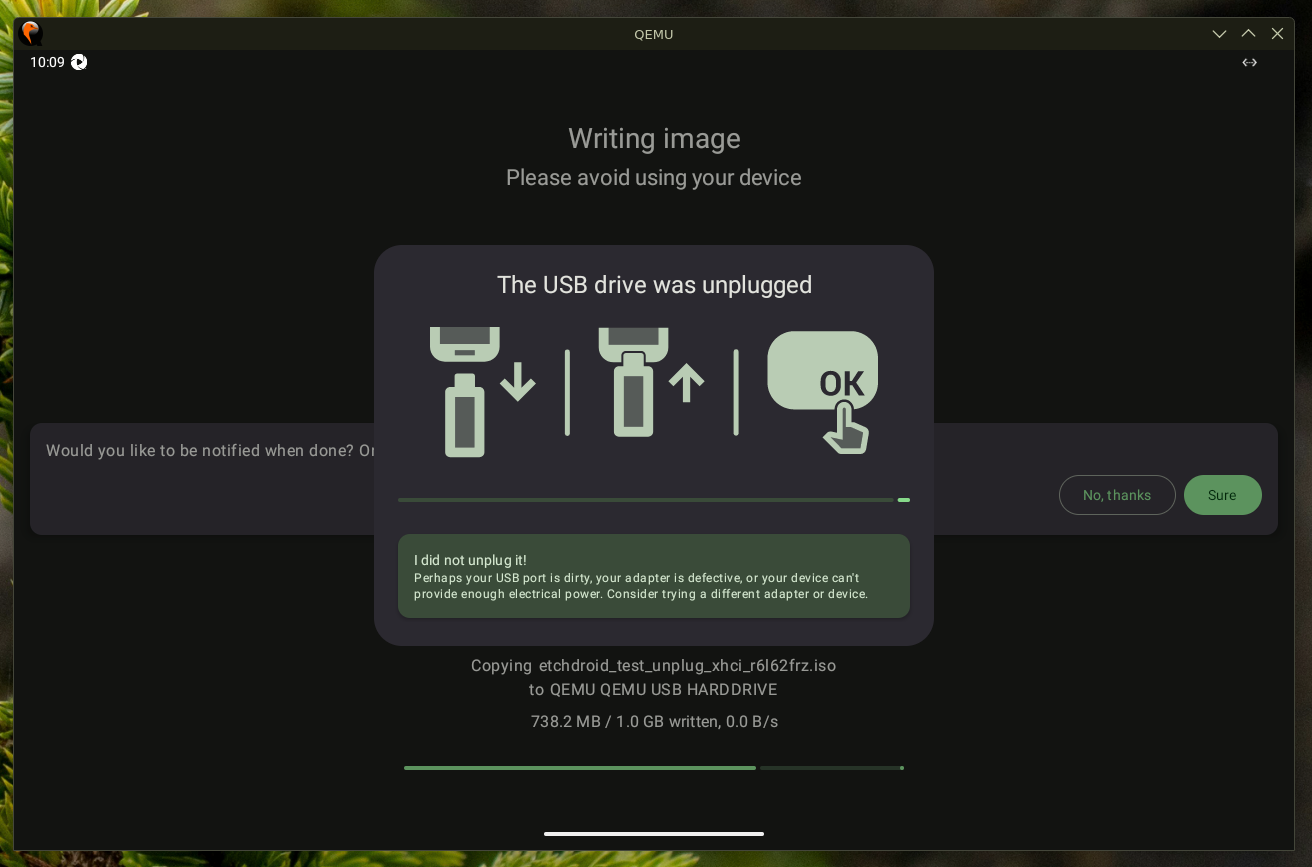 QEMU
10:09
Writing image
Please avoid using your device
The USB drive was unplugged
OK
Would you like to be notified when done? Or
No, thanks
Sure
I did not unplug it!
Perhaps your USB port is dirty, your adapter is defective, or your device can't
provide enough electrical power. Consider trying a different adapter or device.
Copying etchdroid_test_unplug_xhci_r6l62frz.iso
to QEMU QEMU USB HARDDRIVE
738.2 MB / 1.0 GB written, 0.0 B/s